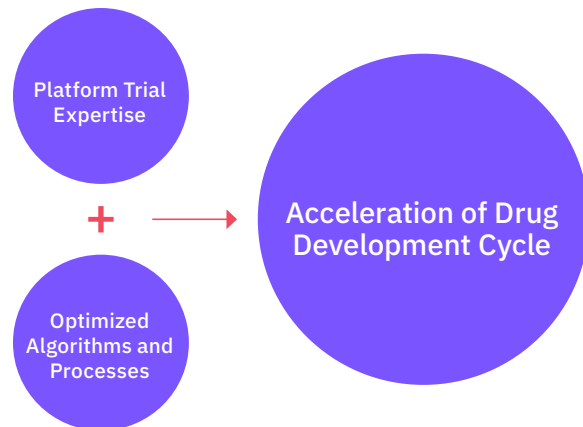 Platform Trial
Expertise
+
Optimized
Algorithms and
Processes
Acceleration of Drug
Development Cycle